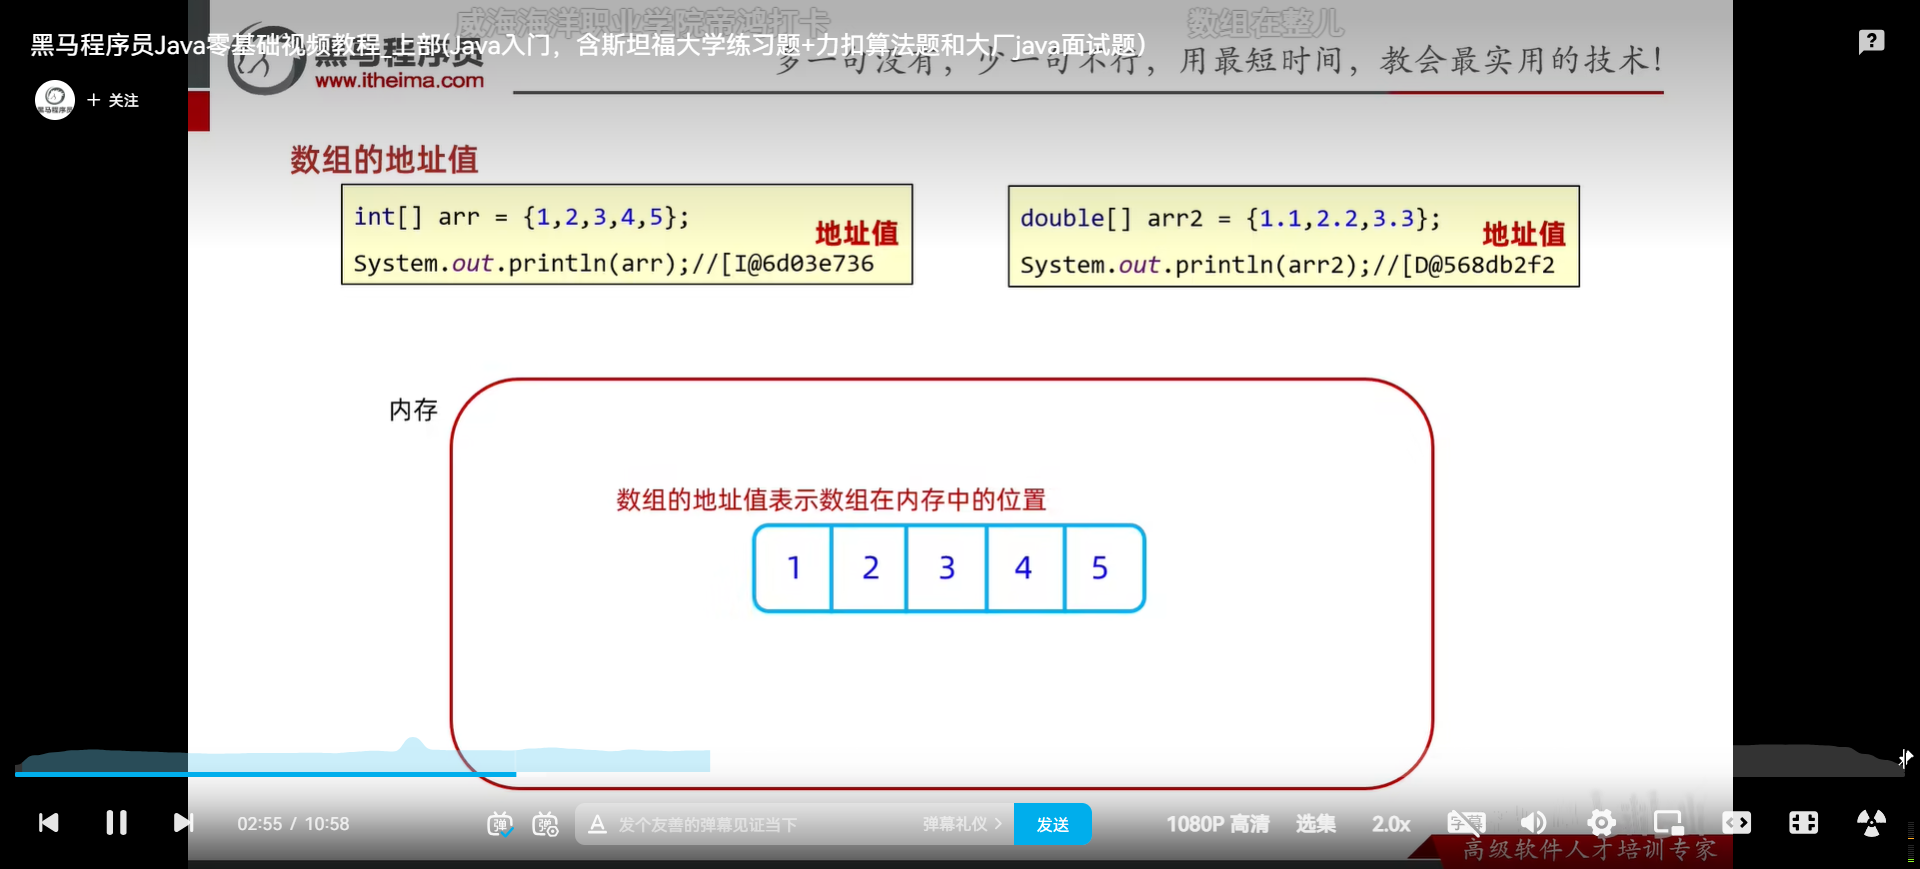 威海海洋职业学院帝鸿打卡
数组在整儿
黑马程序员Java零基础视频教程_上部(Java入门，含斯坦福大学练习题+力扣算法题和大厂java面试题）
黑马程序员
www.itheima.com
多一句没有，少一句不行，用最短时间，教会最实用的技术！
+ 关注
数组的地址值
int[] arr = {1,2,3,4,5};
地址值
System.out.println(arr);//[I@6d03e736
double[] arr2 = {1.1,2.2,3.3};
地址值
System.out.println(arr2);//[D@568db2f2
内存
数组的地址值表示数组在内存中的位置
1 2 3 4 5
02:55 / 10:58
弹
弹
A 发个友善的弹幕见证当下
弹幕礼仪 >
发送
1080P 高清
选集
2.0x
字幕
高级软件人才培训专家